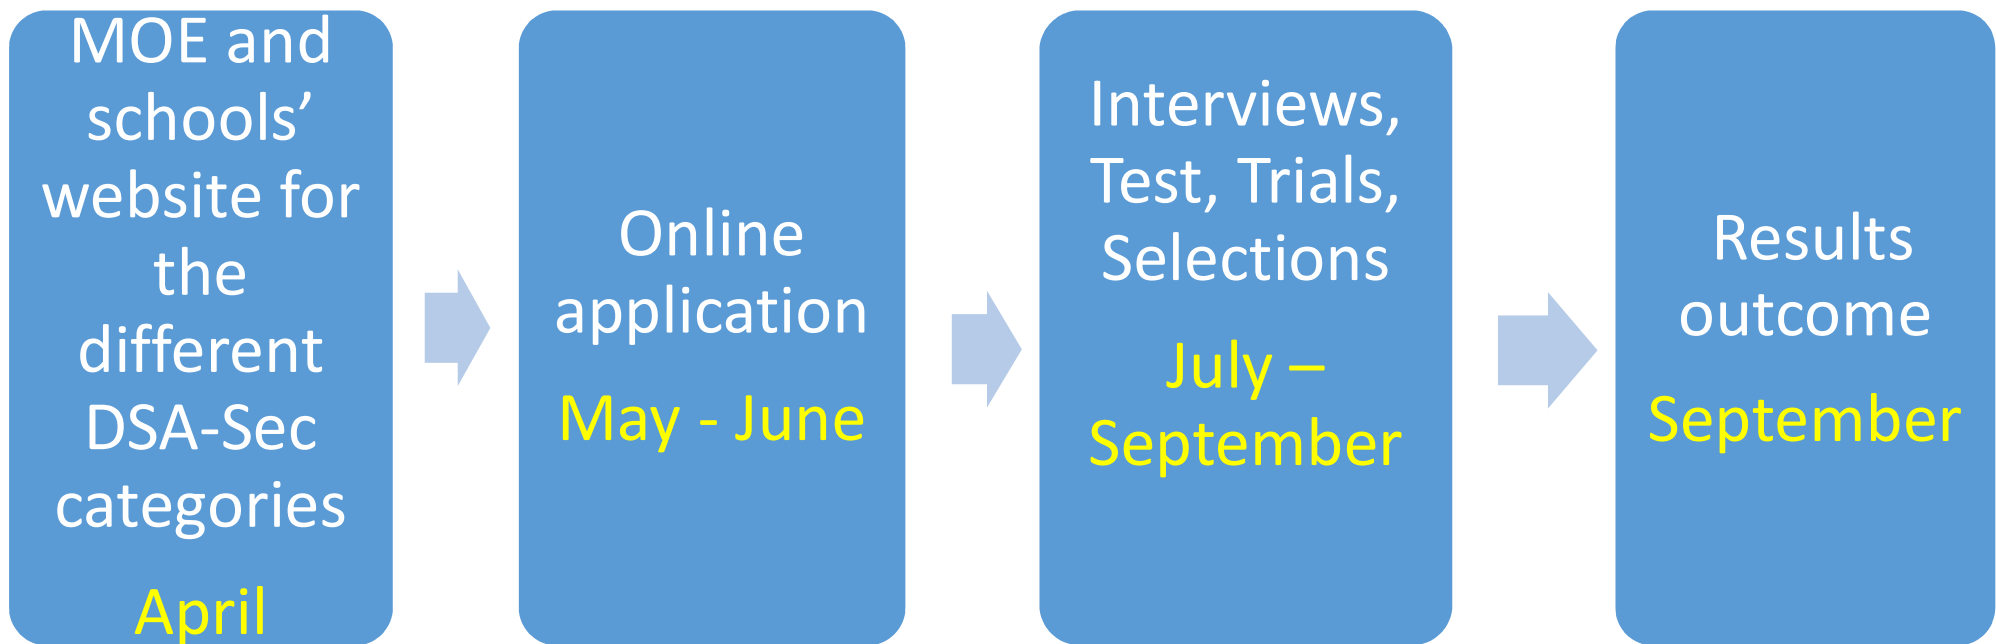 MOE and
schools’
website for
the
different
DSA-Sec
categories
April
Online
application
May - June
Interviews,
Test, Trials,
Selections
July –
September
Results
outcome
September